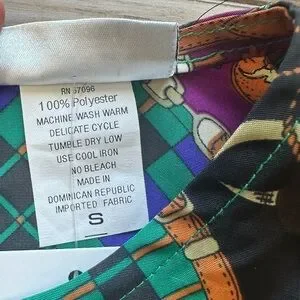 RN 57096
100% Polyester
MACHINE WASH WARM
DELICATE CYCLE
TUMBLE DRY LOW
USE COOL IRON
NO BLEACH
MADE IN
DOMINICAN REPUBLIC
IMPORTED FABRIC
S